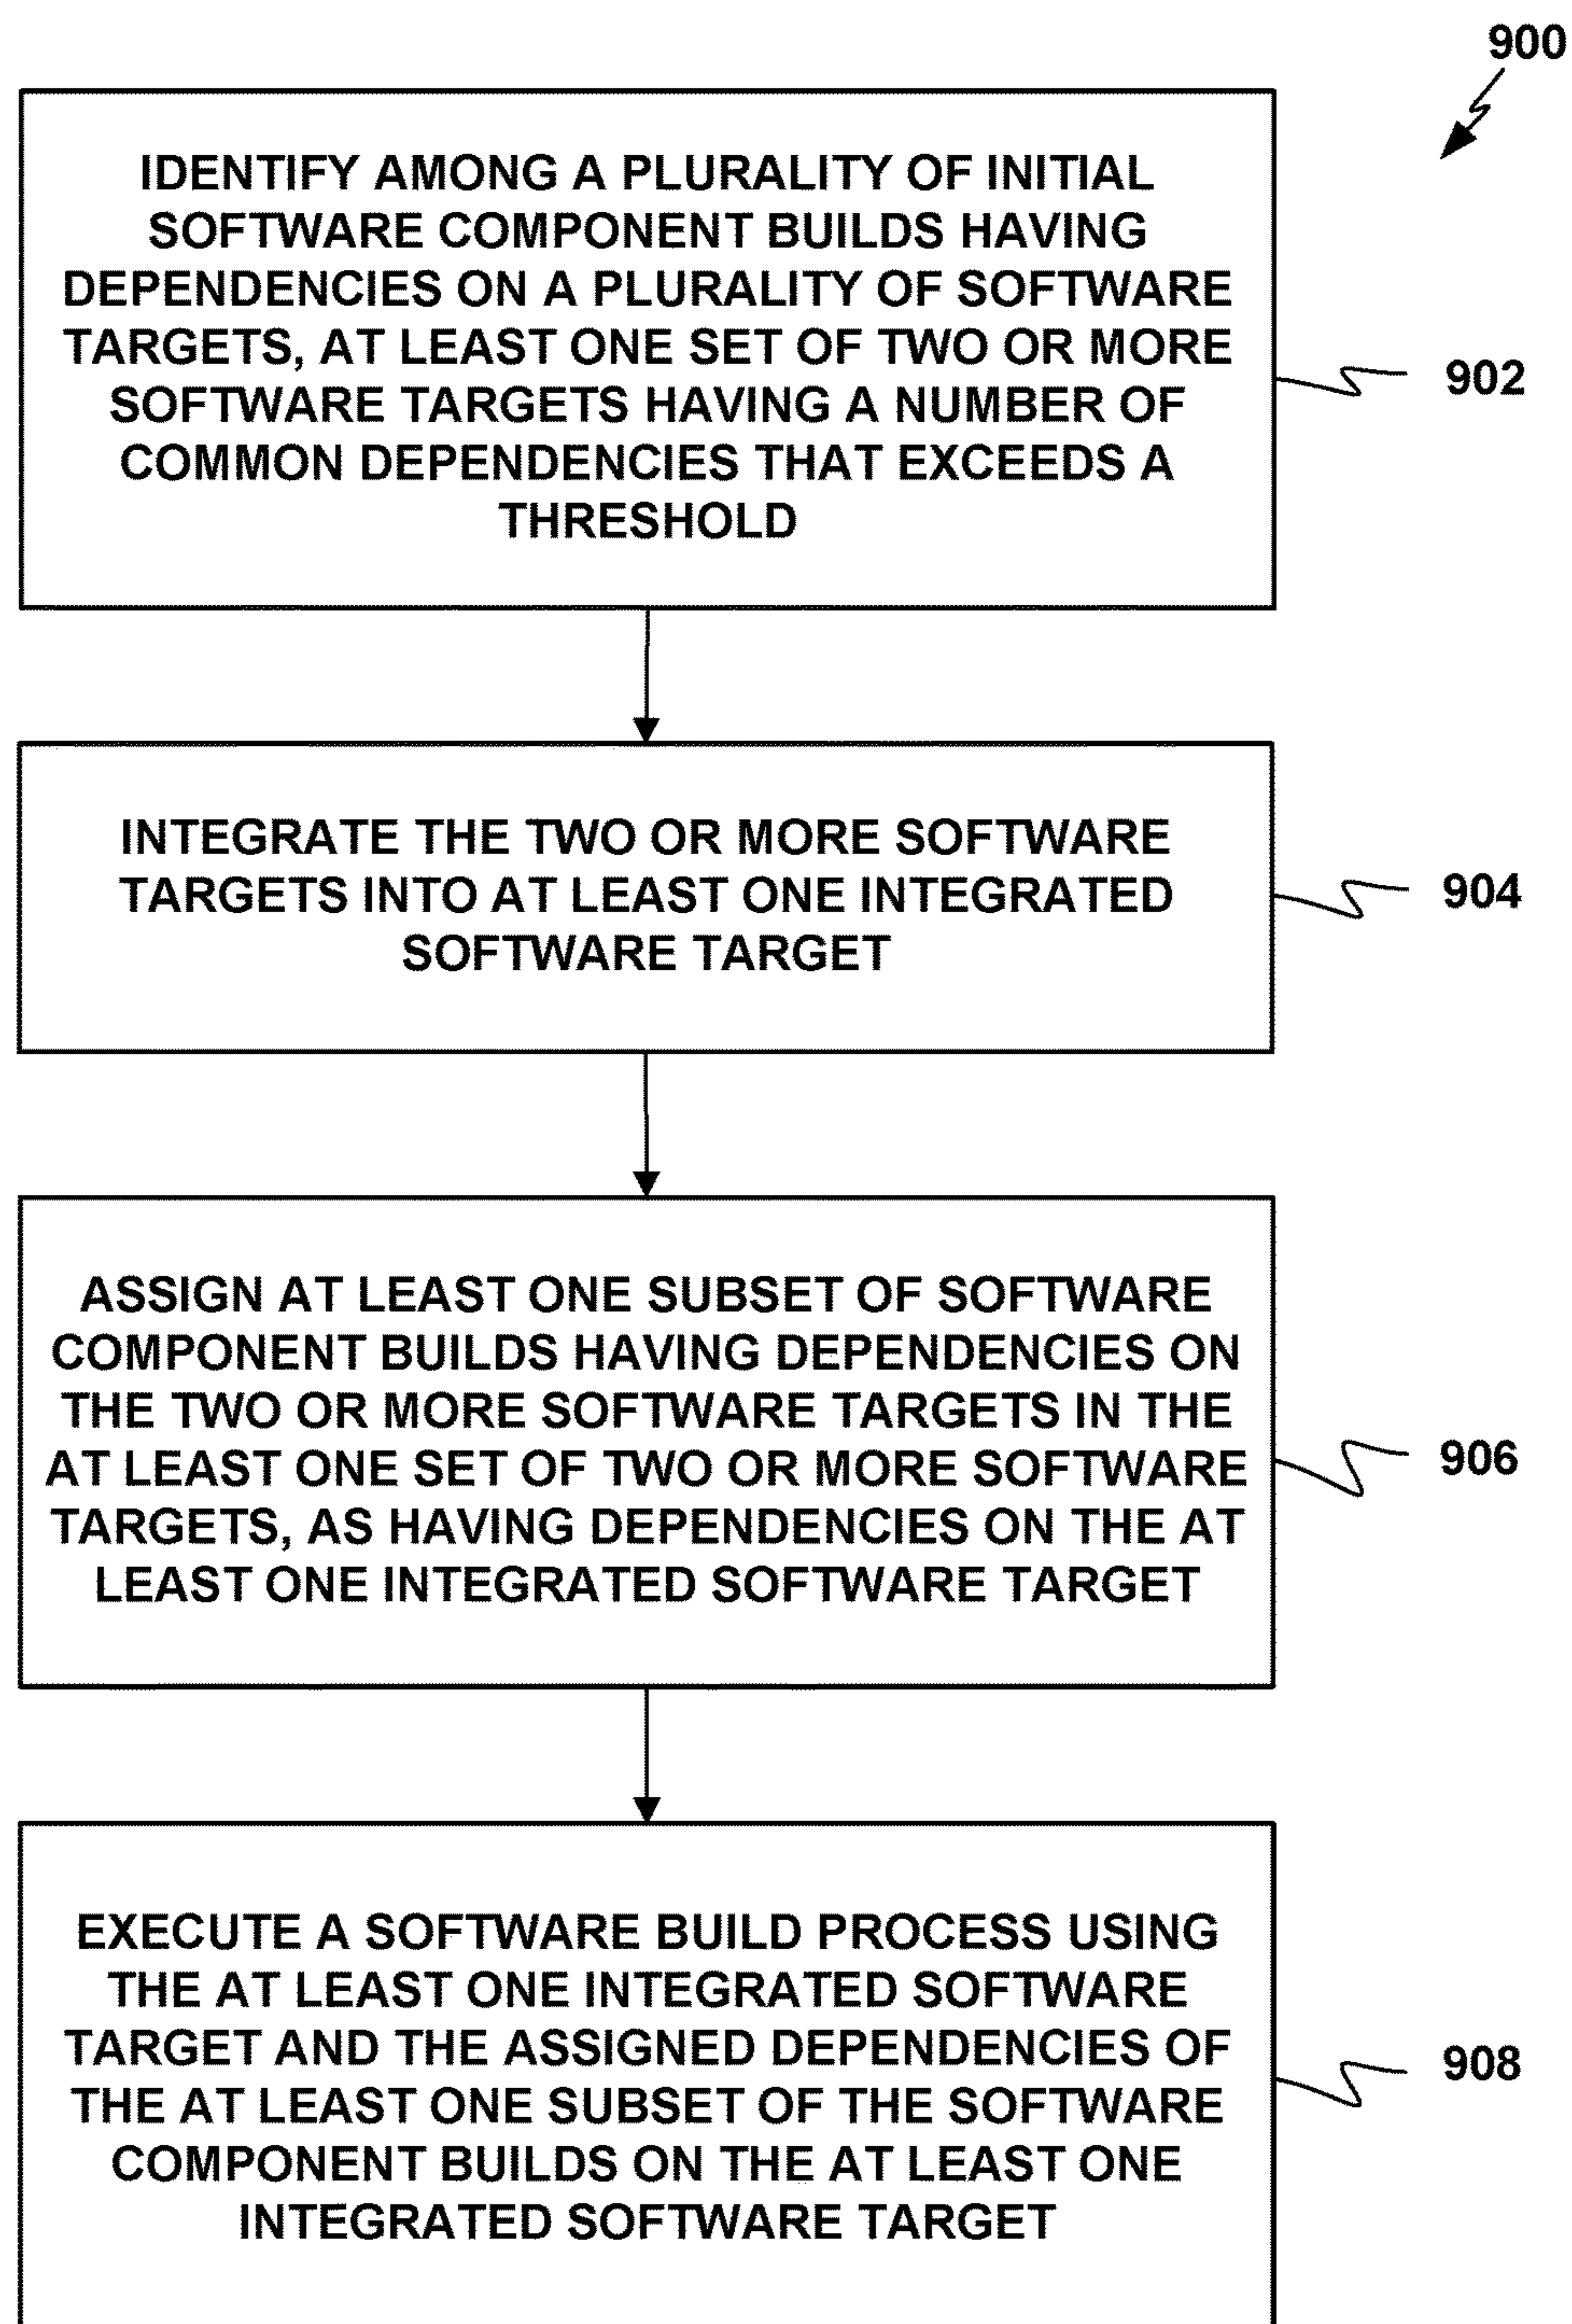 900
IDENTIFY AMONG A PLURALITY OF INITIAL
SOFTWARE COMPONENT BUILDS HAVING
DEPENDENCIES ON A PLURALITY OF SOFTWARE
TARGETS, AT LEAST ONE SET OF TWO OR MORE
SOFTWARE TARGETS HAVING A NUMBER OF
COMMON DEPENDENCIES THAT EXCEEDS A
THRESHOLD
902
INTEGRATE THE TWO OR MORE SOFTWARE
TARGETS INTO AT LEAST ONE INTEGRATED
SOFTWARE TARGET
904
ASSIGN AT LEAST ONE SUBSET OF SOFTWARE
COMPONENT BUILDS HAVING DEPENDENCIES ON
THE TWO OR MORE SOFTWARE TARGETS IN THE
AT LEAST ONE SET OF TWO OR MORE SOFTWARE
TARGETS, AS HAVING DEPENDENCIES ON THE AT
LEAST ONE INTEGRATED SOFTWARE TARGET
906
EXECUTE A SOFTWARE BUILD PROCESS USING
THE AT LEAST ONE INTEGRATED SOFTWARE
TARGET AND THE ASSIGNED DEPENDENCIES OF
THE AT LEAST ONE SUBSET OF THE SOFTWARE
COMPONENT BUILDS ON THE AT LEAST ONE
INTEGRATED SOFTWARE TARGET
908